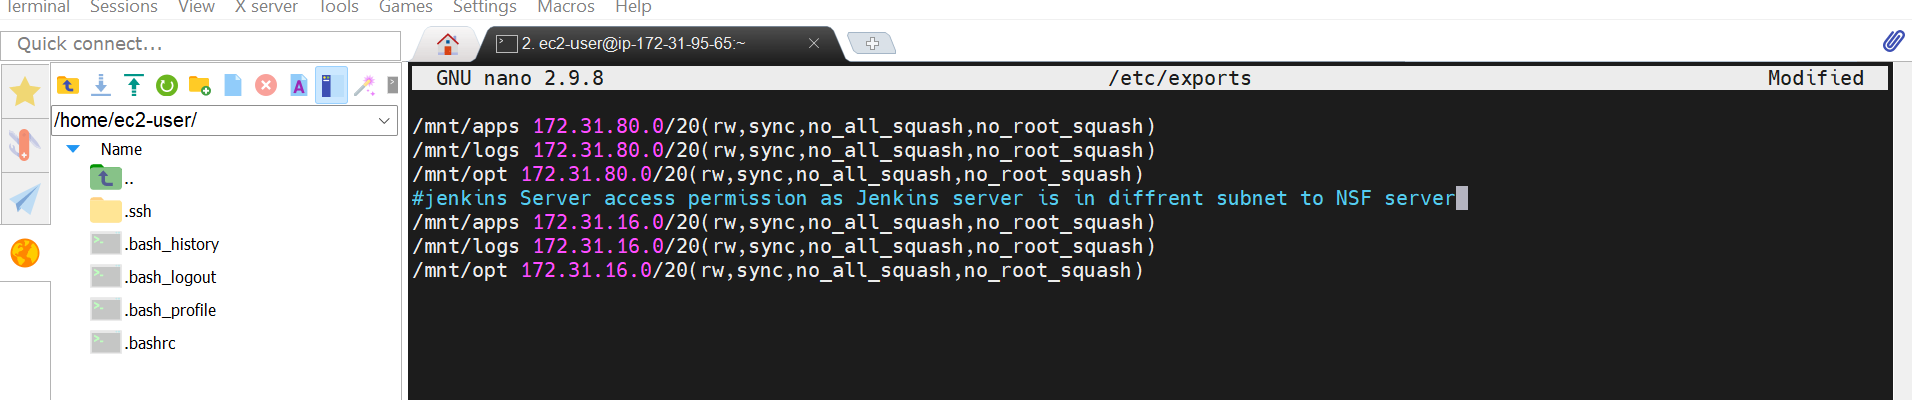 Terminal Sessions View X server Tools Games Settings Macros Help
Quick connect...
2. ec2-user@ip-172-31-95-65:~
/home/ec2-user/
Name
..
.ssh
.bash_history
.bash_logout
.bash_profile
.bashrc
GNU nano 2.9.8 /etc/exports Modified
/mnt/apps 172.31.80.0/20(rw,sync,no_all_squash,no_root_squash)
/mnt/logs 172.31.80.0/20(rw,sync,no_all_squash,no_root_squash)
/mnt/opt 172.31.80.0/20(rw,sync,no_all_squash,no_root_squash)
#jenkins Server access permission as Jenkins server is in diffrent subnet to NSF server
/mnt/apps 172.31.16.0/20(rw,sync,no_all_squash,no_root_squash)
/mnt/logs 172.31.16.0/20(rw,sync,no_all_squash,no_root_squash)
/mnt/opt 172.31.16.0/20(rw,sync,no_all_squash,no_root_squash)